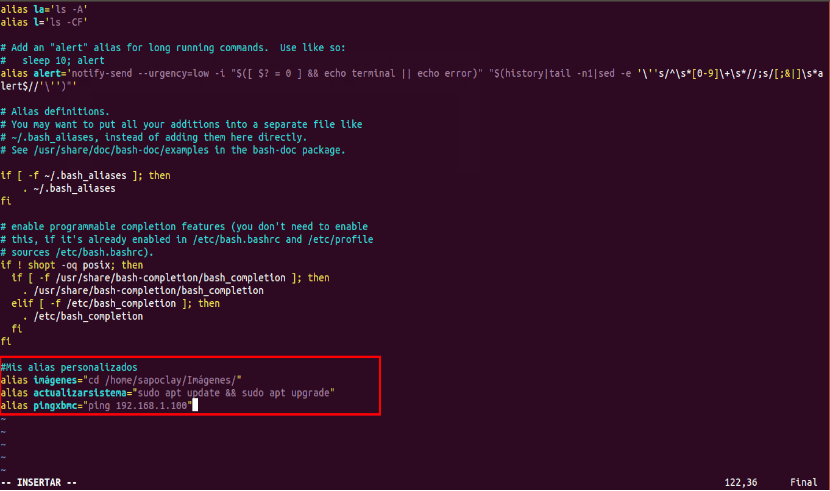 alias la='ls -A'
alias l='ls -CF'
# Add an "alert" alias for long running commands.  Use like so:
#   sleep 10; alert
alias alert='notify-send --urgency=low -i "$([ $? = 0 ] && echo terminal || echo error)" "$(history|tail -n1|sed -e '\''s/^\s*[0-9]\+\s*//;s/[;&|]\s*a
lert$//'\'')"'
# Alias definitions.
# You may want to put all your additions into a separate file like
# ~/.bash_aliases, instead of adding them here directly.
# See /usr/share/doc/bash-doc/examples in the bash-doc package.
if [ -f ~/.bash_aliases ]; then
    . ~/.bash_aliases
fi
# enable programmable completion features (you don't need to enable
# this, if it's already enabled in /etc/bash.bashrc and /etc/profile
# sources /etc/bash.bashrc).
if ! shopt -oq posix; then
  if [ -f /usr/share/bash-completion/bash_completion ]; then
    . /usr/share/bash-completion/bash_completion
  elif [ -f /etc/bash_completion ]; then
    . /etc/bash_completion
  fi
fi
#Mis alias personalizados
alias imágenes="cd /home/sapoclay/Imágenes/"
alias actualizarsistema="sudo apt update && sudo apt upgrade"
alias pingxbmc="ping 192.168.1.100"
~
~
~
~
~
-- INSERTAR --    122,36    Final